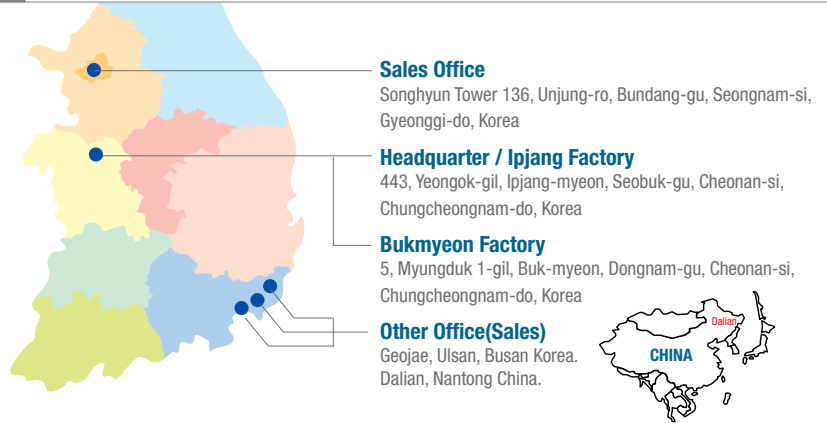 Sales Office
Songhyun Tower 136, Unjung-ro, Bundang-gu, Seongnam-si,
Gyeonggi-do, Korea
Headquarter / Ipjang Factory
443, Yeongok-gil, Ipjang-myeon, Seobuk-gu, Cheonan-si,
Chungcheongnam-do, Korea
Bukmyeon Factory
5, Myungduk 1-gil, Buk-myeon, Dongnam-gu, Cheonan-si,
Chungcheongnam-do, Korea
Other Office(Sales)
Geojae, Ulsan, Busan Korea.
Dalian, Nantong China.
Dalian
CHINA